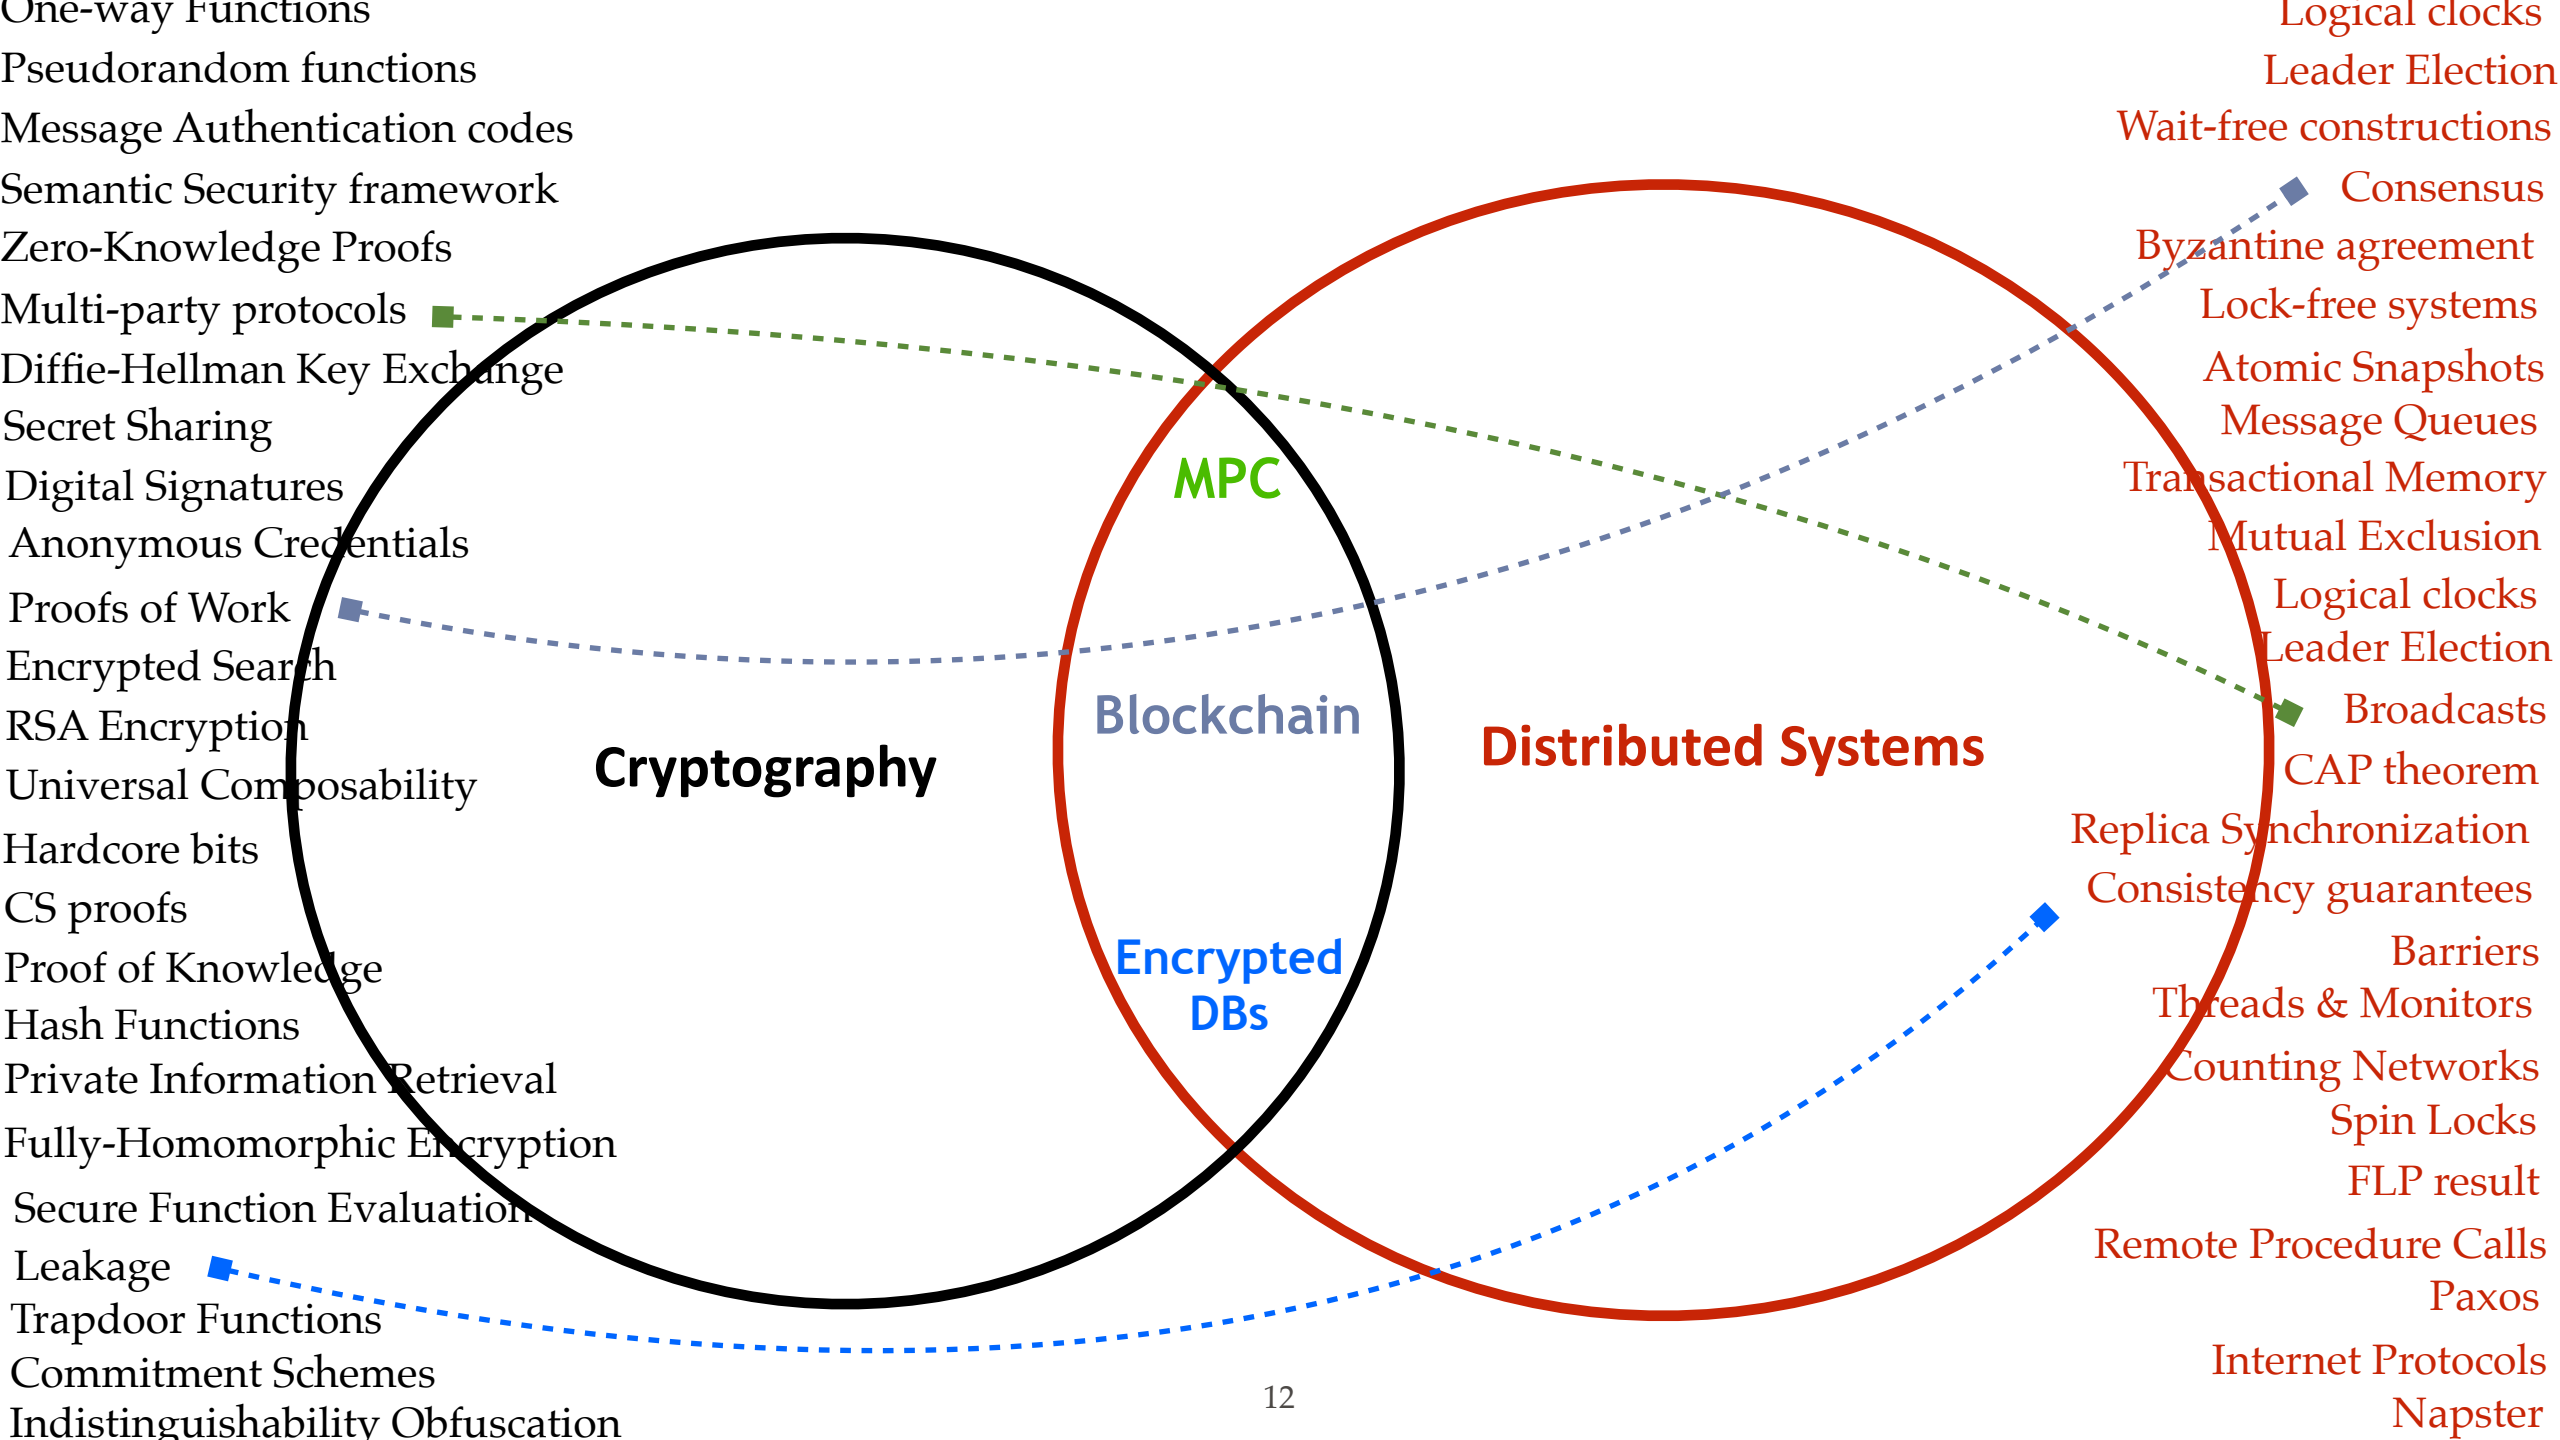 One-way Functions
Pseudorandom functions
Message Authentication codes
Semantic Security framework
Zero-Knowledge Proofs
Multi-party protocols
Diffie-Hellman Key Exchange
Secret Sharing
Digital Signatures
Anonymous Credentials
Proofs of Work
Encrypted Search
RSA Encryption
Universal Composability
Hardcore bits
CS proofs
Proof of Knowledge
Hash Functions
Private Information Retrieval
Fully-Homomorphic Encryption
Secure Function Evaluation
Leakage
Trapdoor Functions
Commitment Schemes
Indistinguishability Obfuscation
Cryptography
MPC
Blockchain
Encrypted
DBs
Distributed Systems
Logical clocks
Leader Election
Wait-free constructions
Consensus
Byzantine agreement
Lock-free systems
Atomic Snapshots
Message Queues
Transactional Memory
Mutual Exclusion
Logical clocks
Leader Election
Broadcasts
CAP theorem
Replica Synchronization
Consistency guarantees
Barriers
Threads & Monitors
Counting Networks
Spin Locks
FLP result
Remote Procedure Calls
Paxos
Internet Protocols
Napster
12